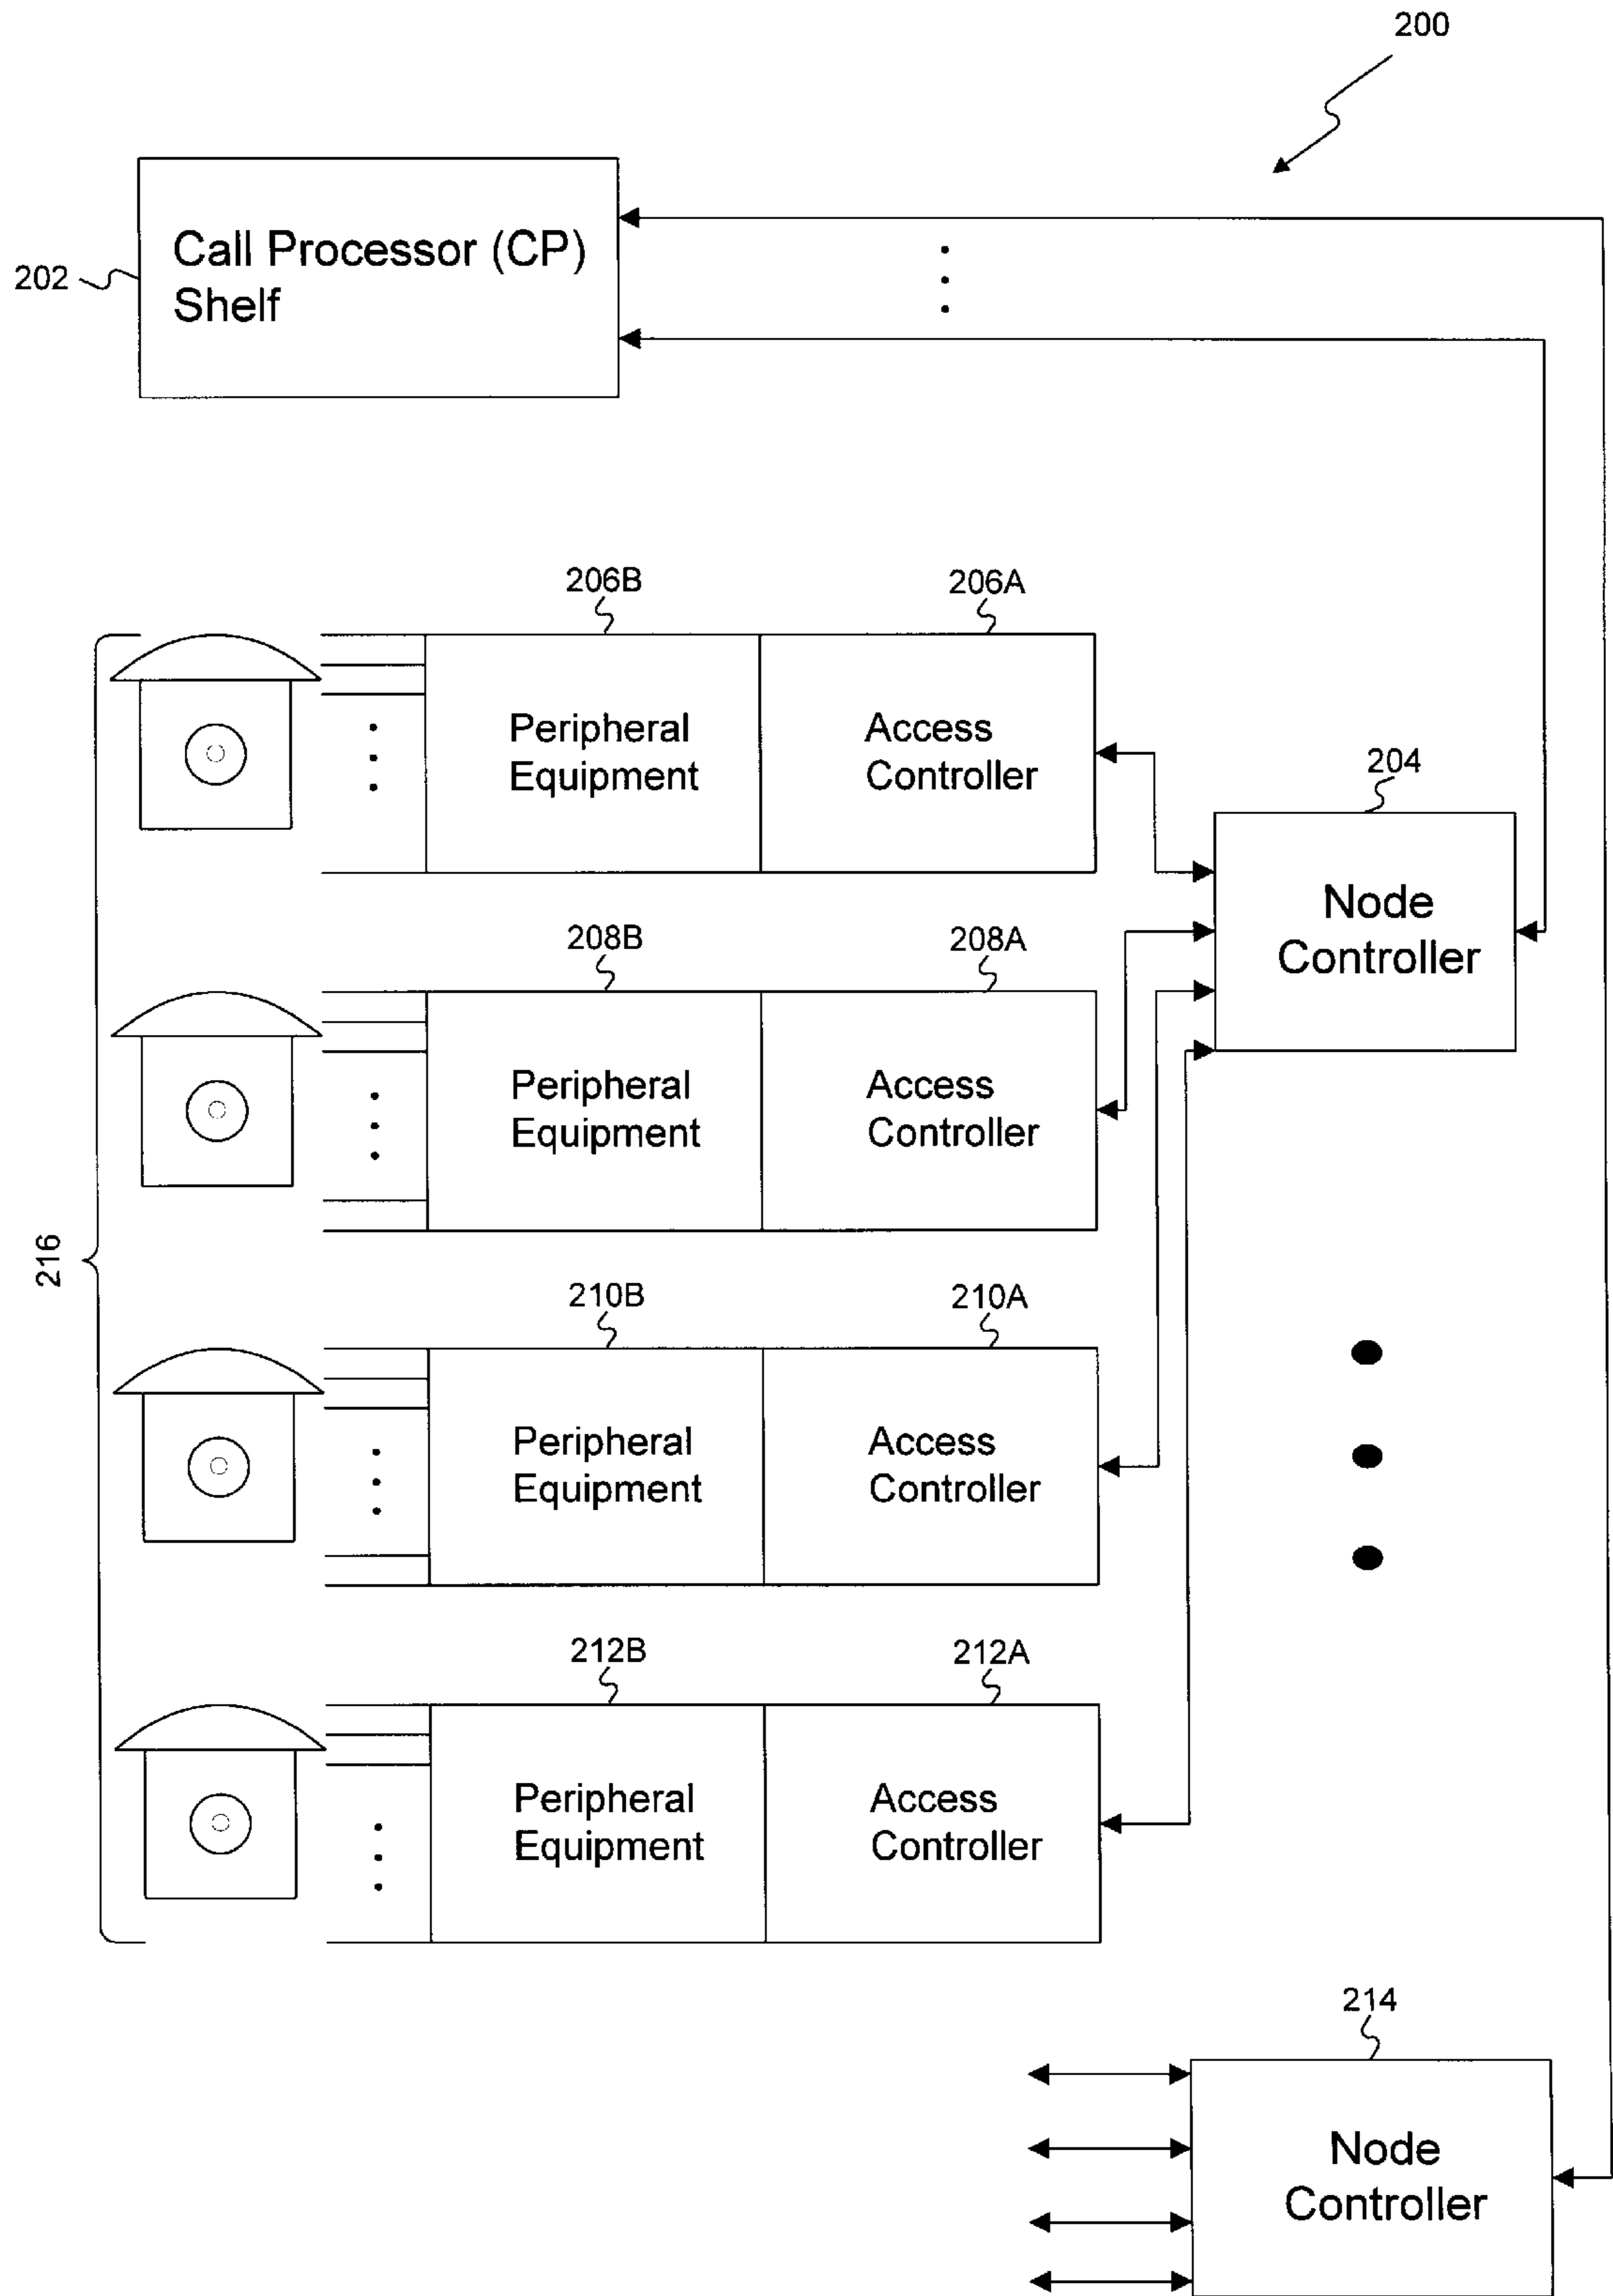 200
Call Processor (CP)
Shelf
202
206B
206A
Peripheral
Equipment
Access
Controller
204
Node
Controller
208B
208A
Peripheral
Equipment
Access
Controller
216
210B
210A
Peripheral
Equipment
Access
Controller
212B
212A
Peripheral
Equipment
Access
Controller
214
Node
Controller